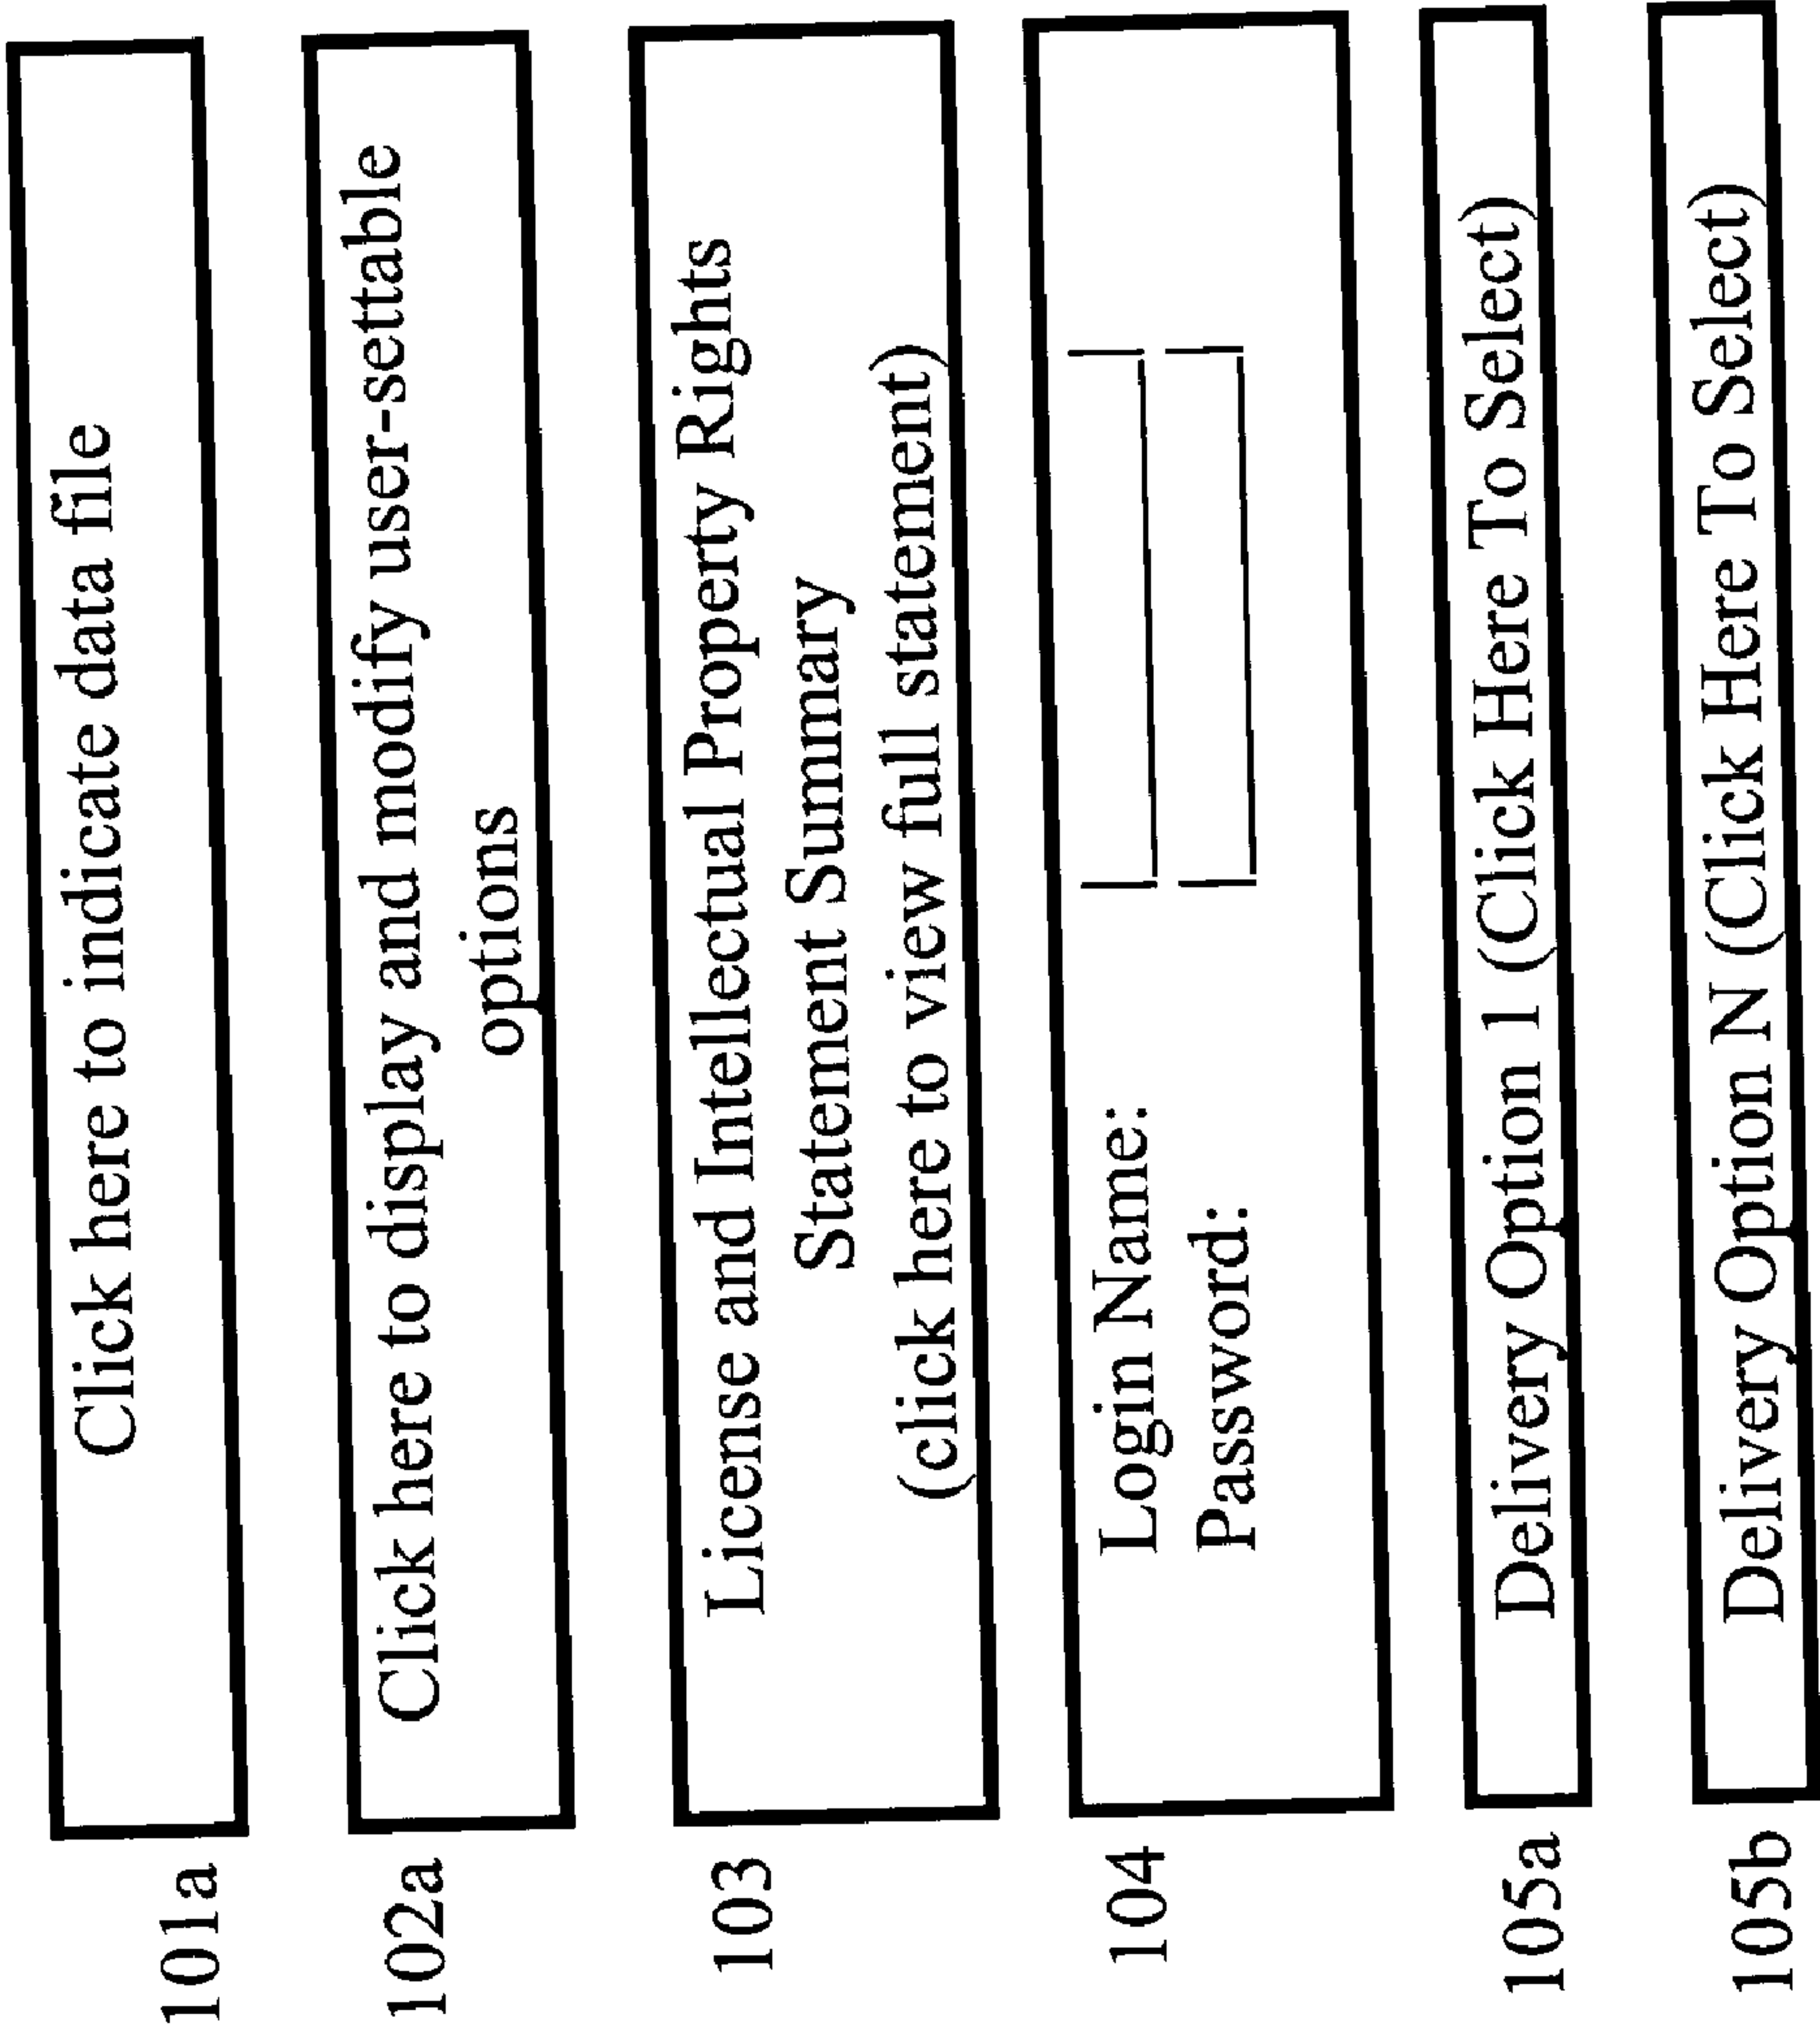 101a
Click here to indicate data file
102a
Click here to display and modify user-settable
options
103
License and Intellectual Property Rights
Statement Summary
(click here to view full statement)
104
Login Name:
Password:
105a
Delivery Option 1 (Click Here To Select)
105b
Delivery Option N (Click Here To Select)